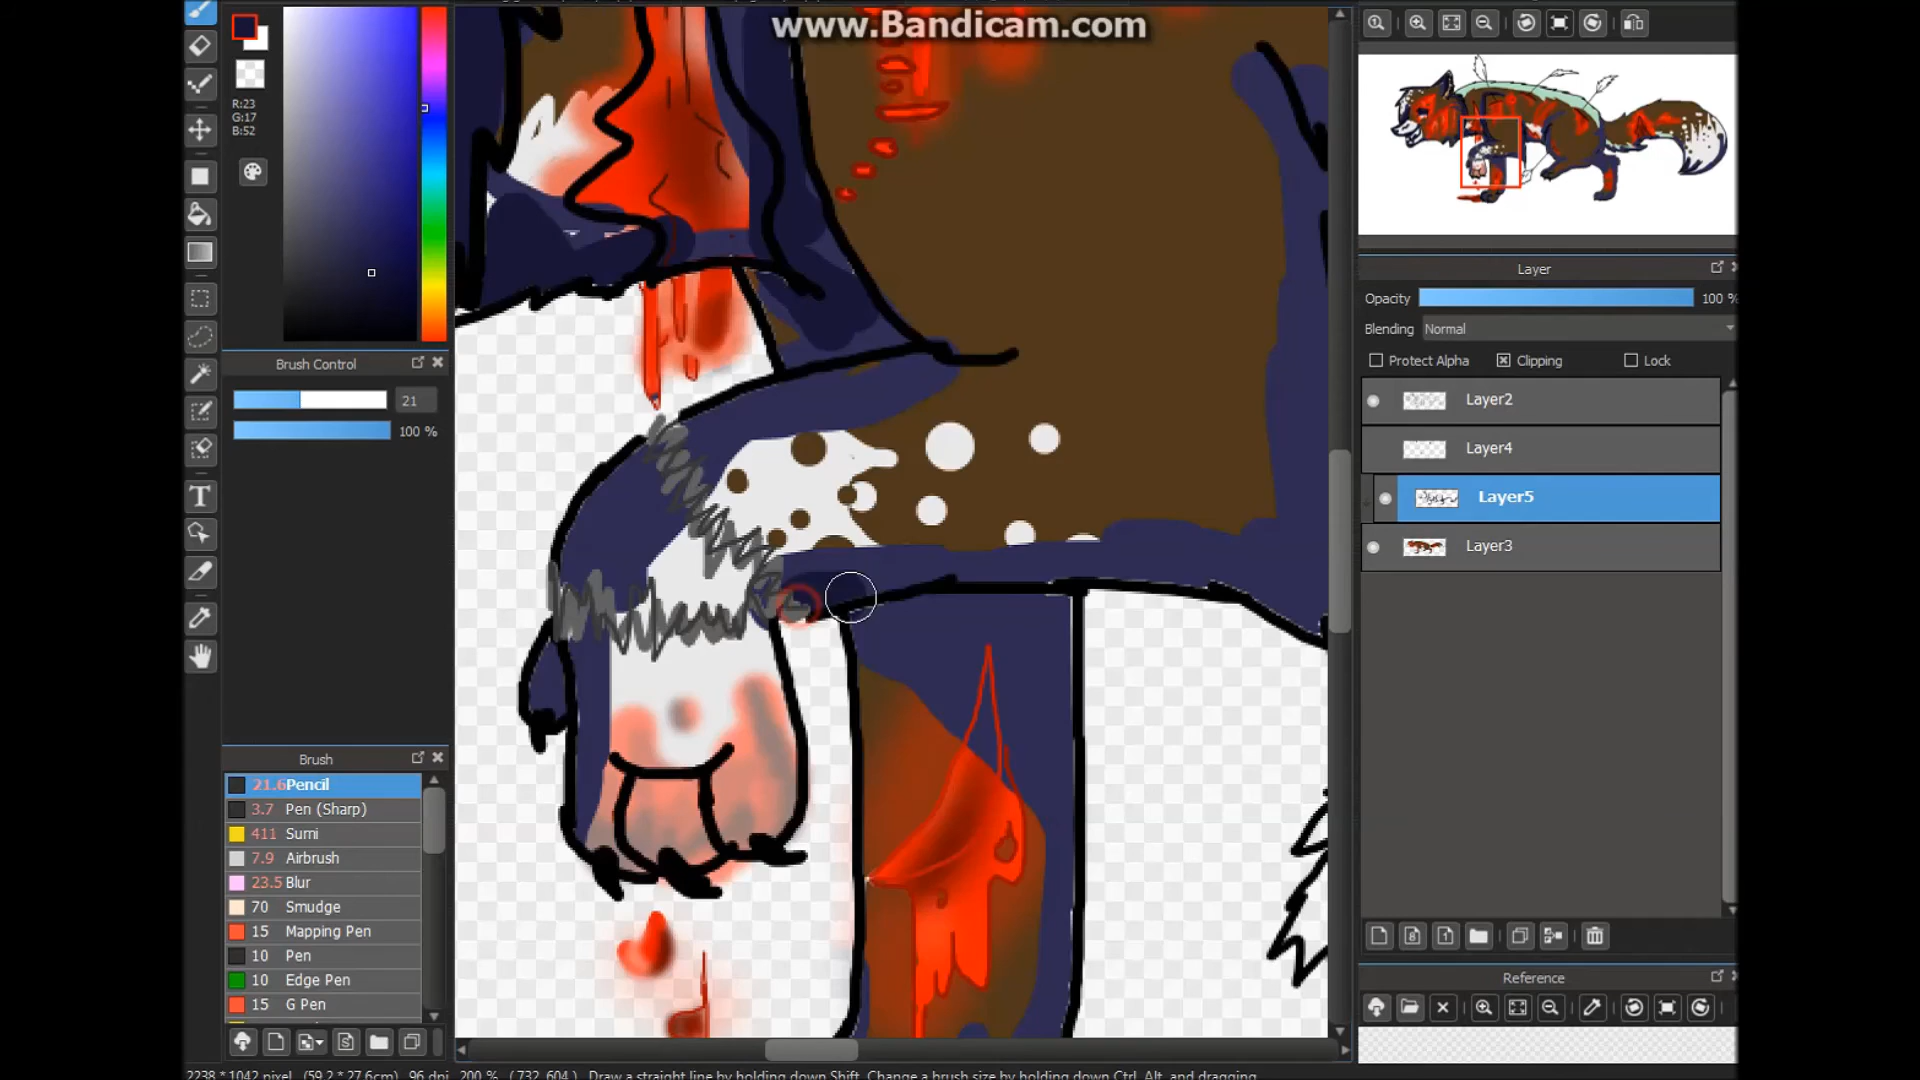 www.Bandicam.com
R:23
G:17
B:52
Brush Control
21
100 %
Brush
21.6 Pencil
3.7 Pen (Sharp)
411 Sumi
7.9 Airbrush
23.5 Blur
70 Smudge
15 Mapping Pen
10 Pen
10 Edge Pen
15 G Pen
Layer
Opacity 100 %
Blending Normal
Protect Alpha Clipping Lock
Layer2
Layer4
Layer5
Layer3
Reference
2238 * 1042 pixel (59.2 * 27.6cm) 96 dpi 200 % (732, 604) Draw a straight line by holding down Shift, Change a brush size by holding down Ctrl, Alt, and dragging